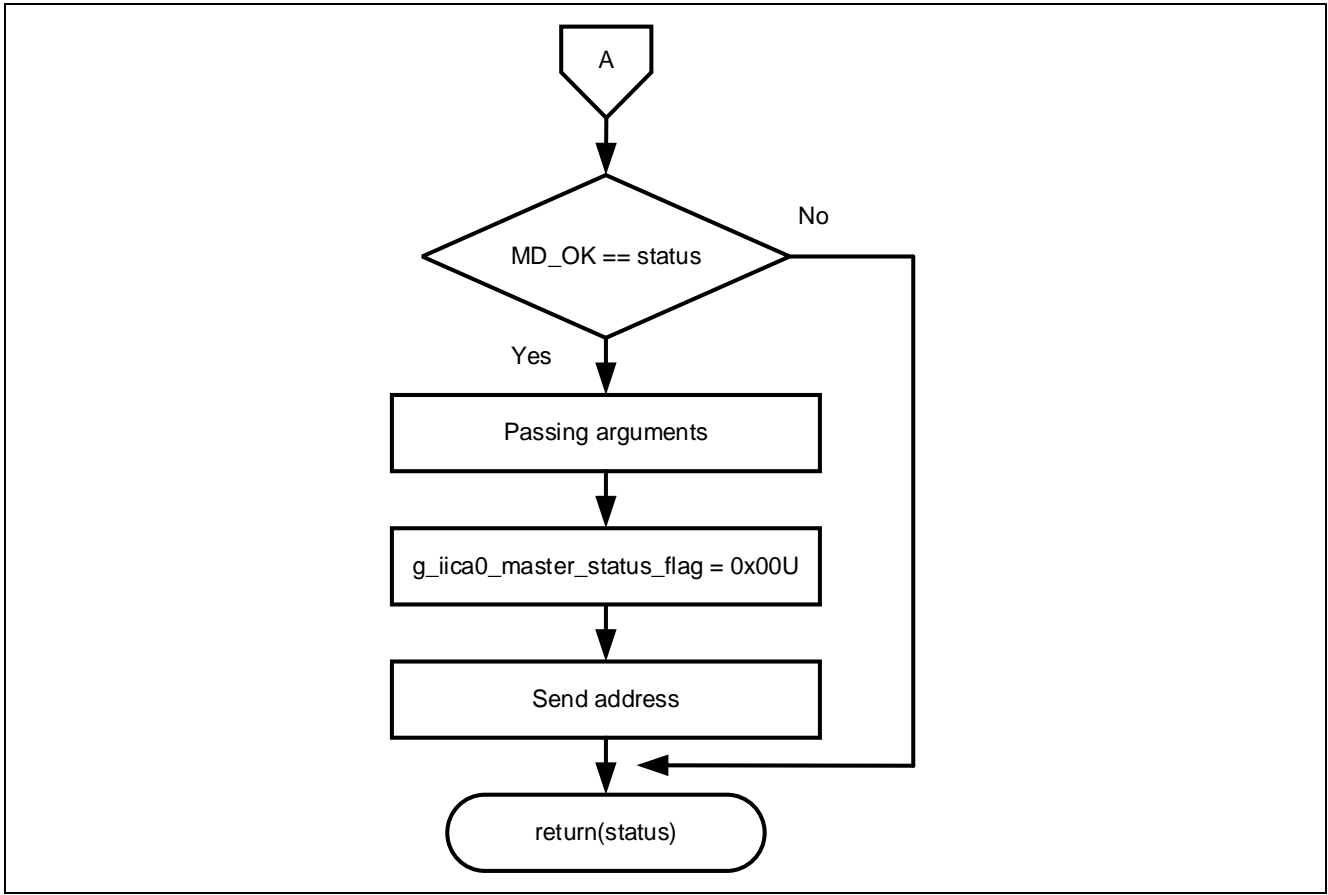 A
No
MD_OK == status
Yes
Passing arguments
g_iica0_master_status_flag = 0x00U
Send address
return(status)